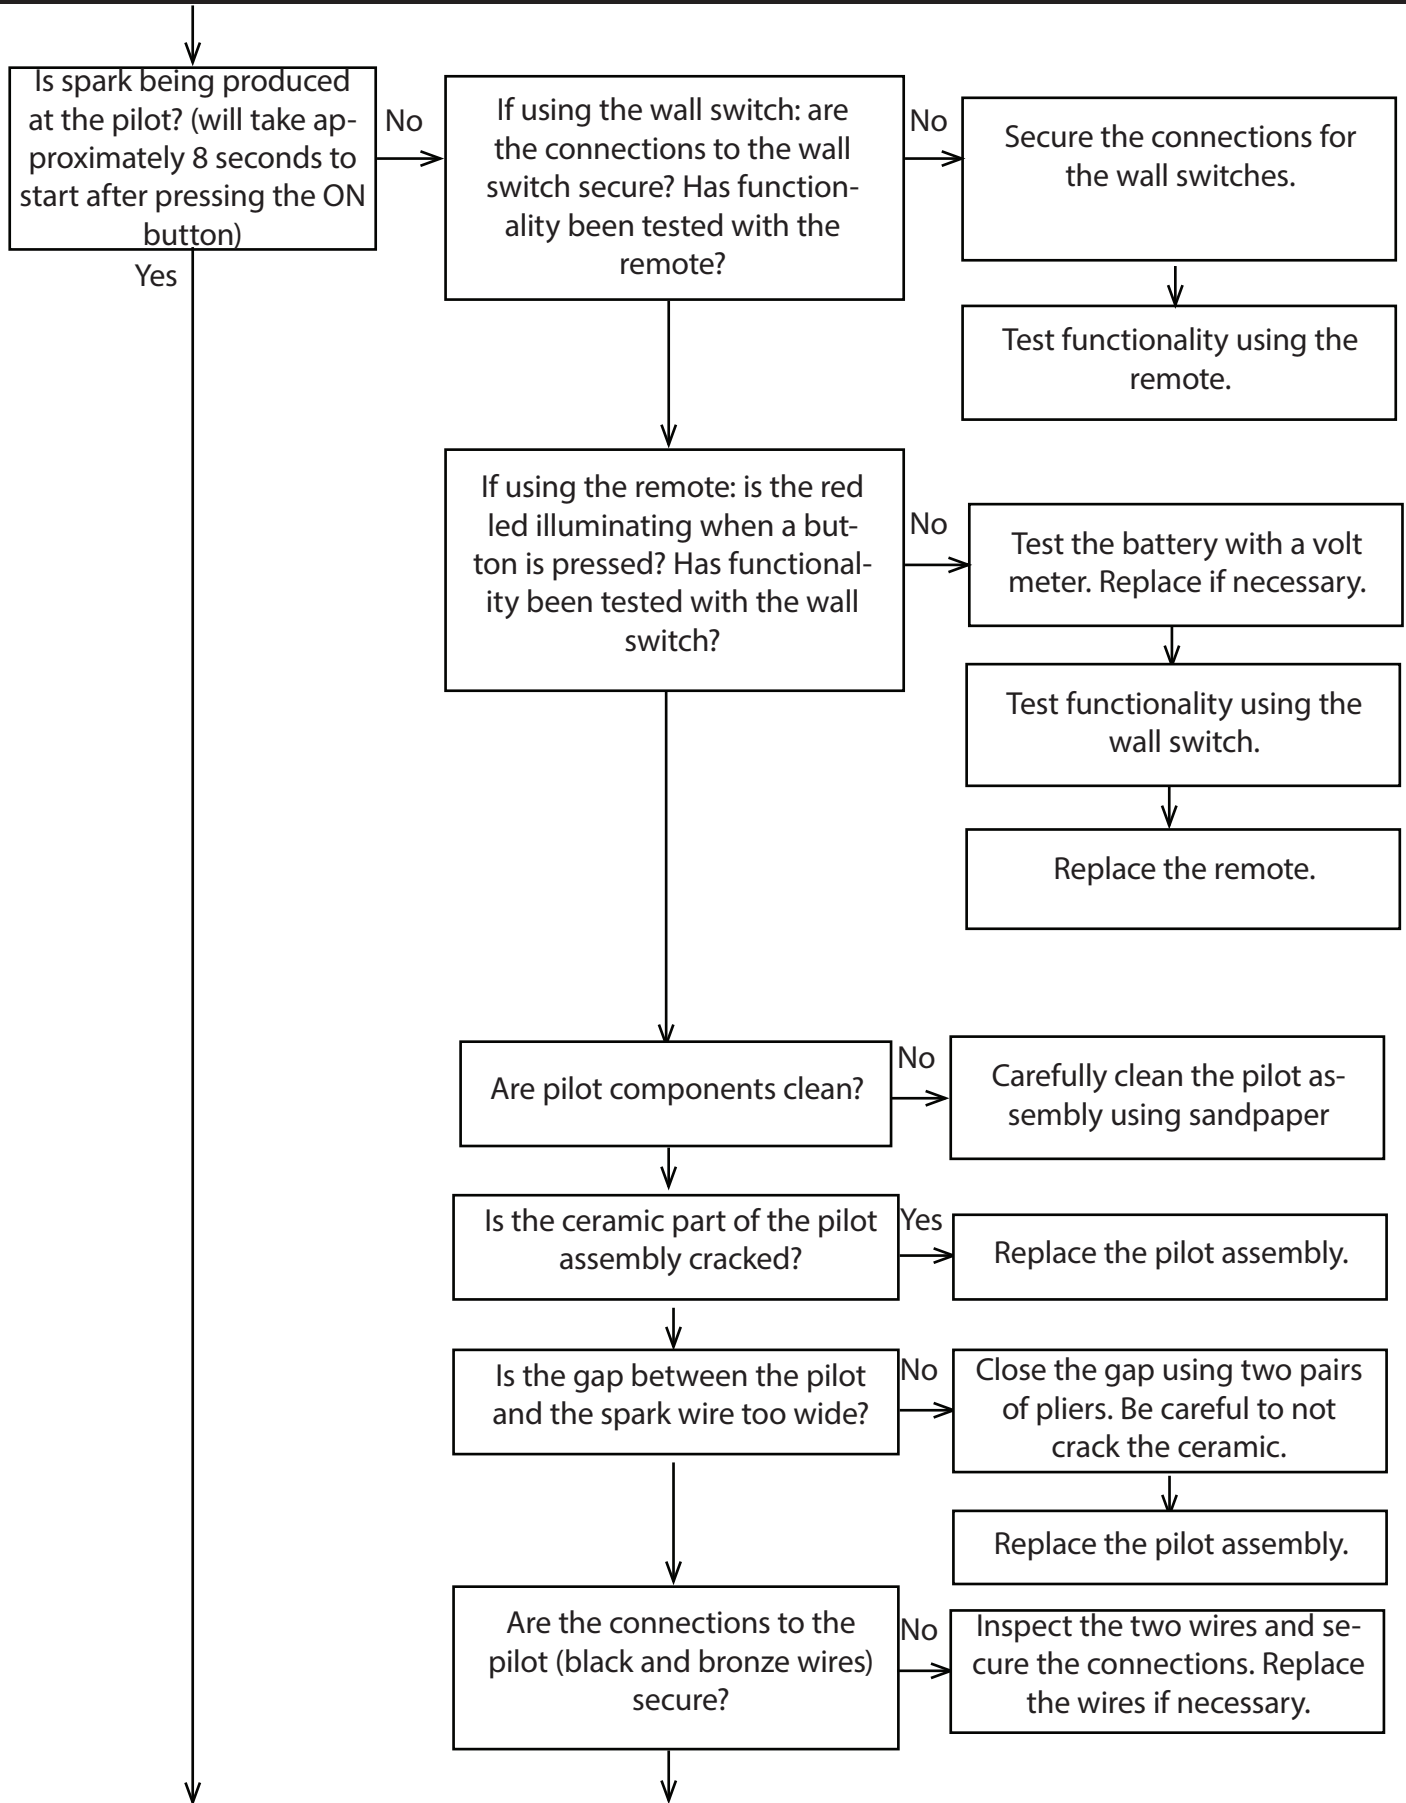 Is spark being produced
at the pilot? (will take ap-
proximately 8 seconds to
start after pressing the ON
button)
No
If using the wall switch: are
the connections to the wall
switch secure? Has function-
ality been tested with the
remote?
No
Secure the connections for
the wall switches.
Yes
Test functionality using the
remote.
If using the remote: is the red
led illuminating when a but-
ton is pressed? Has functional-
ity been tested with the wall
switch?
No
Test the battery with a volt
meter. Replace if necessary.
Test functionality using the
wall switch.
Replace the remote.
Are pilot components clean?
No
Carefully clean the pilot as-
sembly using sandpaper
Is the ceramic part of the pilot
assembly cracked?
Yes
Replace the pilot assembly.
Is the gap between the pilot
and the spark wire too wide?
No
Close the gap using two pairs
of pliers. Be careful to not
crack the ceramic.
Replace the pilot assembly.
Are the connections to the
pilot (black and bronze wires)
secure?
No
Inspect the two wires and se-
cure the connections. Replace
the wires if necessary.